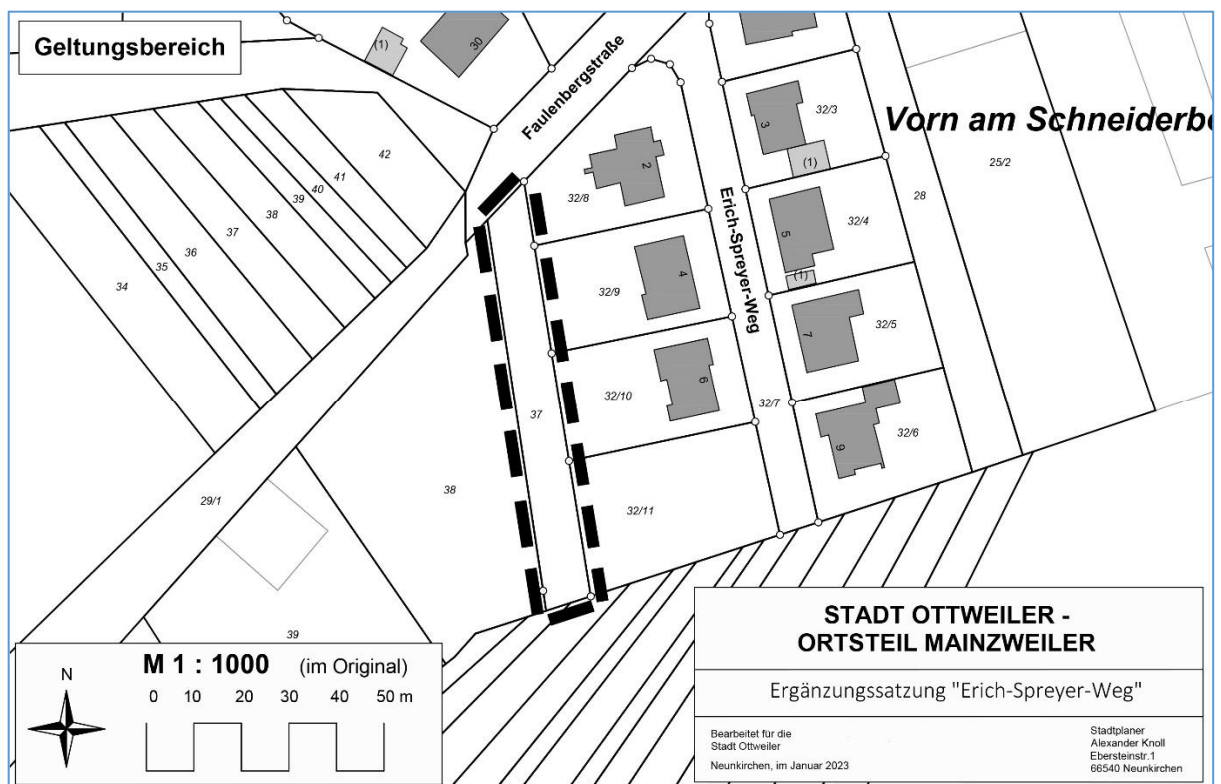 Geltungsbereich
(1)
30
Faulenbergstraße
3
32/3
Vorn am Schneiderb
(1)
25/2
42
41
40
39
38
37
36
35
34
2
32/8
28
Erich-Spreyer-Weg
5
32/4
(1)
4
32/9
7
32/5
6
32/10
37
32/7
9
32/6
38
29/1
32/11
39
N
M 1 : 1000 (im Original)
0 10 20 30 40 50 m
STADT OTTWEILER -
ORTSTEIL MAINZWEILER
Ergänzungssatzung "Erich-Spreyer-Weg"
Bearbeitet für die
Stadt Ottweiler
Neunkirchen, im Januar 2023
Stadtplaner
Alexander Knoll
Ebersteinstr.1
66540 Neunkirchen